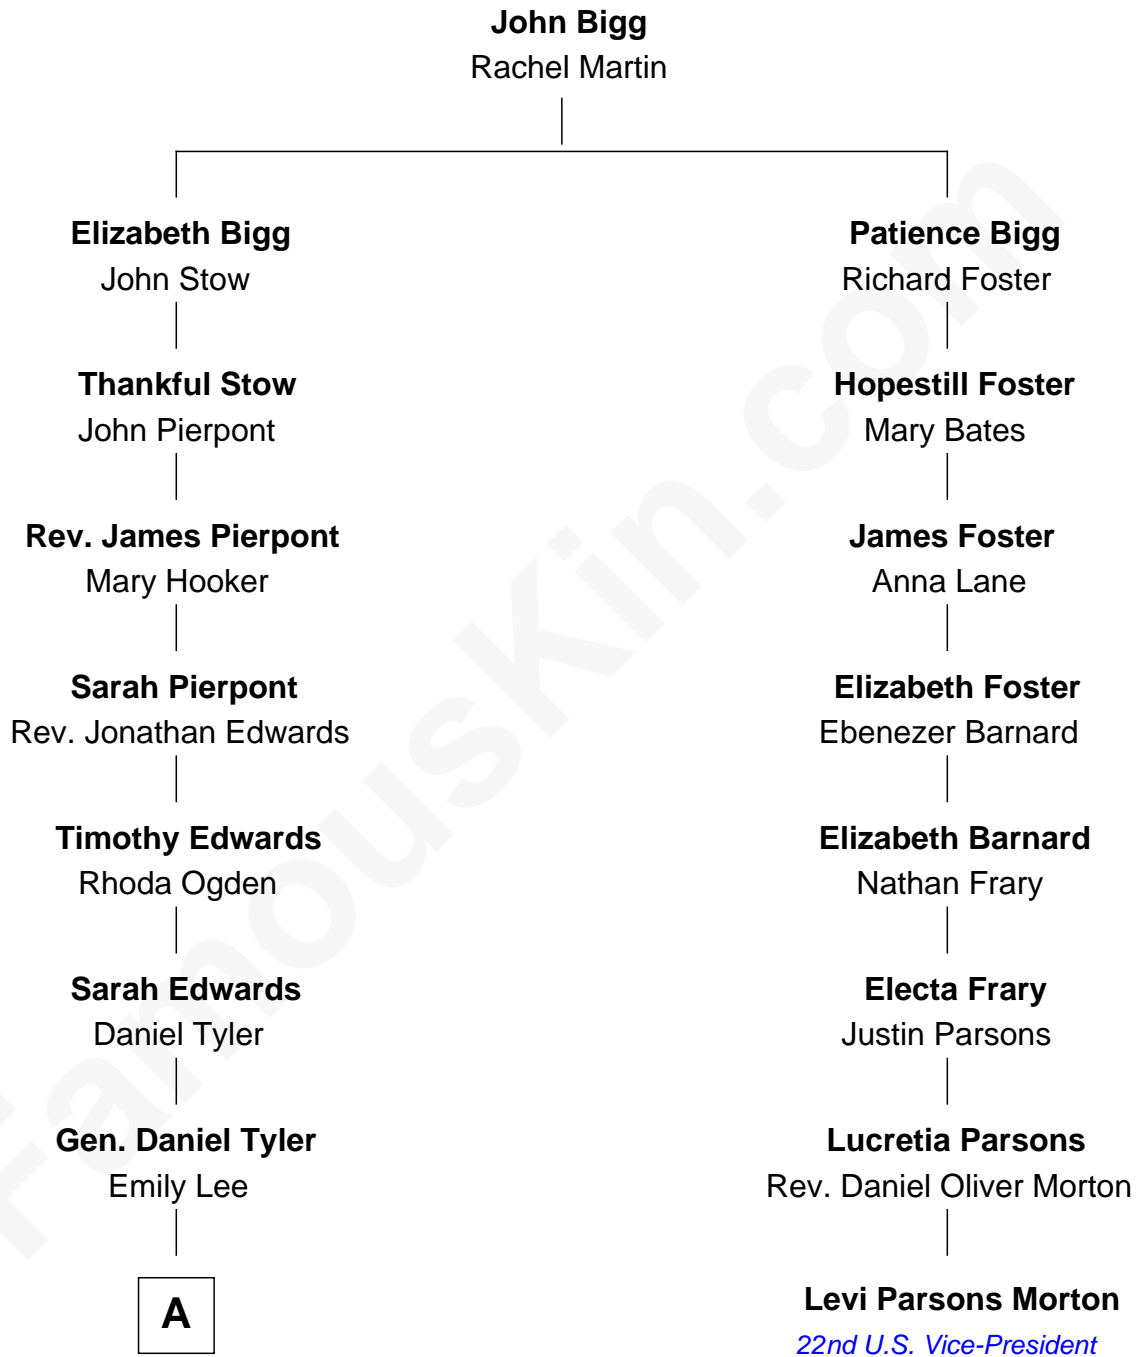 John Bigg
Rachel Martin
Elizabeth Bigg
John Stow
Patience Bigg
Richard Foster
Thankful Stow
John Pierpont
Hopestill Foster
Mary Bates
Rev. James Pierpont
Mary Hooker
James Foster
Anna Lane
Sarah Pierpont
Rev. Jonathan Edwards
Elizabeth Foster
Ebenezer Barnard
Timothy Edwards
Rhoda Ogden
Elizabeth Barnard
Nathan Frary
Sarah Edwards
Daniel Tyler
Electa Frary
Justin Parsons
Gen. Daniel Tyler
Emily Lee
Lucretia Parsons
Rev. Daniel Oliver Morton
A
Levi Parsons Morton
22nd U.S. Vice-President
FamousKin.com